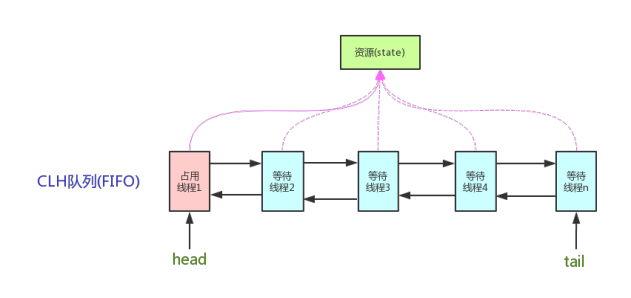 资源(state)
CLH队列(FIFO)
占用
线程1
等待
线程2
等待
线程3
等待
线程4
等待
线程n
head
tail